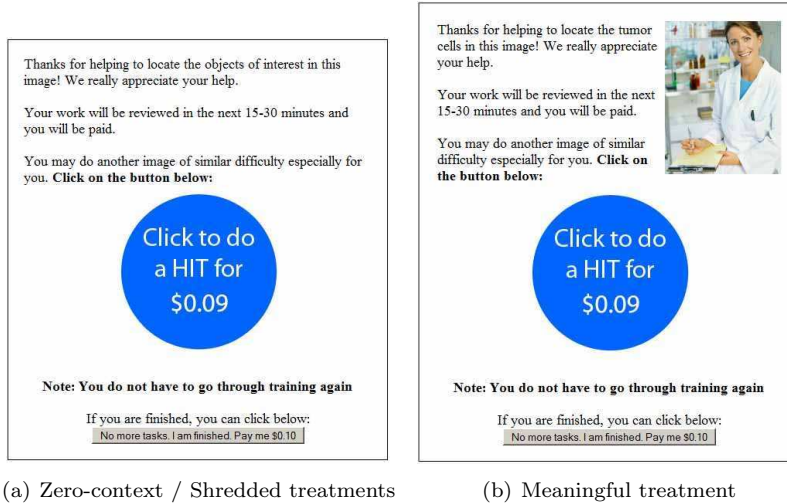 Thanks for helping to locate the objects of interest in this
image! We really appreciate your help.
Your work will be reviewed in the next 15-30 minutes and
you will be paid.
You may do another image of similar difficulty especially for
you. Click on the button below:
Click to do
a HIT for
$0.09
Note: You do not have to go through training again
If you are finished, you can click below:
No more tasks. I am finished. Pay me $0.10
(a) Zero-context / Shredded treatments
Thanks for helping to locate the tumor
cells in this image! We really appreciate
your help.
Your work will be reviewed in the next
15-30 minutes and you will be paid.
You may do another image of similar
difficulty especially for you. Click on
the button below:
Click to do
a HIT for
$0.09
Note: You do not have to go through training again
If you are finished, you can click below:
No more tasks. I am finished. Pay me $0.10
(b) Meaningful treatment